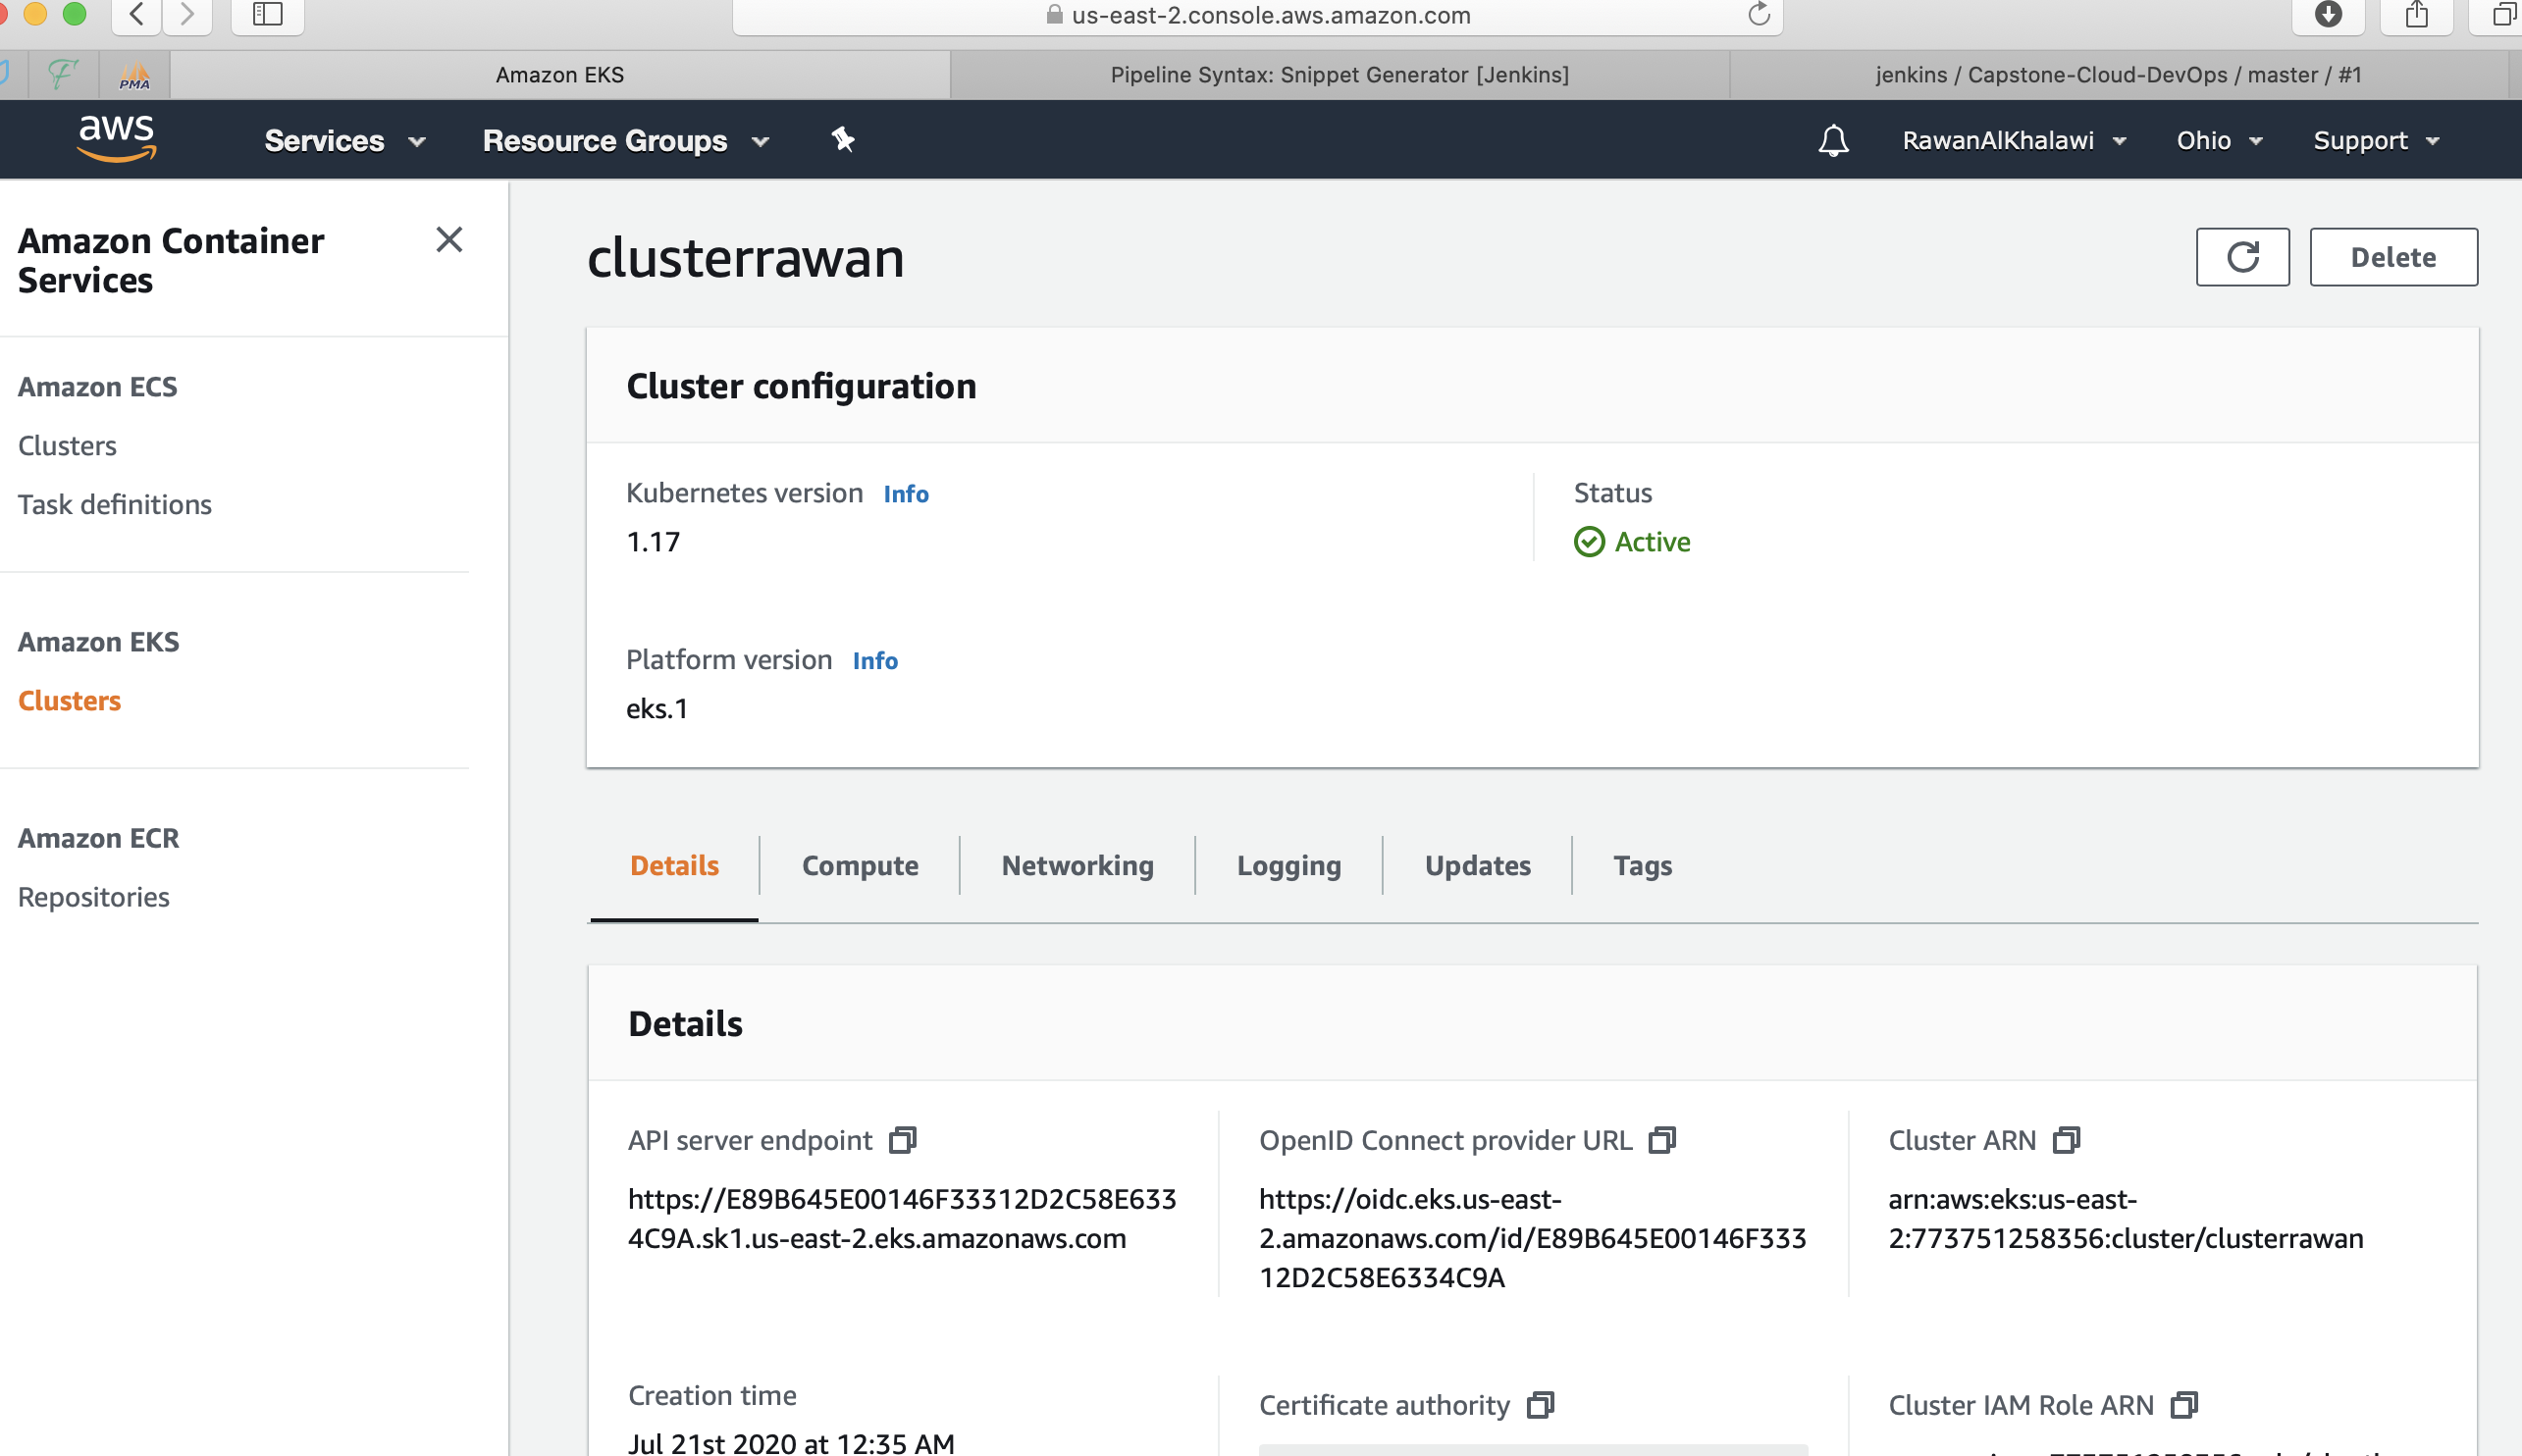 us-east-2.console.aws.amazon.com
PMA
Amazon EKS
Pipeline Syntax: Snippet Generator [Jenkins]
jenkins / Capstone-Cloud-DevOps / master / #1
aws
Services
Resource Groups
RawanAlKhalawi
Ohio
Support
Amazon Container
Services
Amazon ECS
Clusters
Task definitions
Amazon EKS
Clusters
Amazon ECR
Repositories
clusterrawan
Delete
Cluster configuration
Kubernetes version Info
1.17
Status
Active
Platform version Info
eks.1
Details
Compute
Networking
Logging
Updates
Tags
Details
API server endpoint
https://E89B645E00146F33312D2C58E633
4C9A.sk1.us-east-2.eks.amazonaws.com
OpenID Connect provider URL
https://oidc.eks.us-east-
2.amazonaws.com/id/E89B645E00146F333
12D2C58E6334C9A
Cluster ARN
arn:aws:eks:us-east-
2:773751258356:cluster/clusterrawan
Creation time
Jul 21st 2020 at 12:35 AM
Certificate authority
Cluster IAM Role ARN